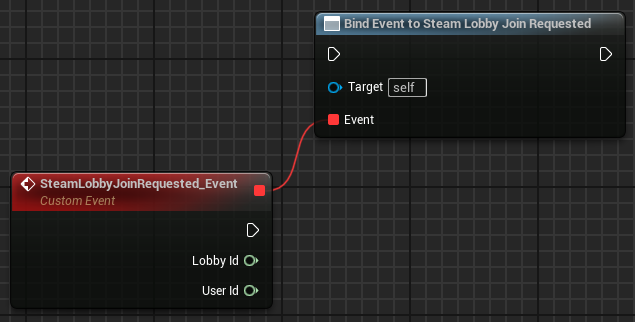 Bind Event to Steam Lobby Join Requested
Target self
Event
SteamLobbyJoinRequested_Event
Custom Event
Lobby Id
User Id